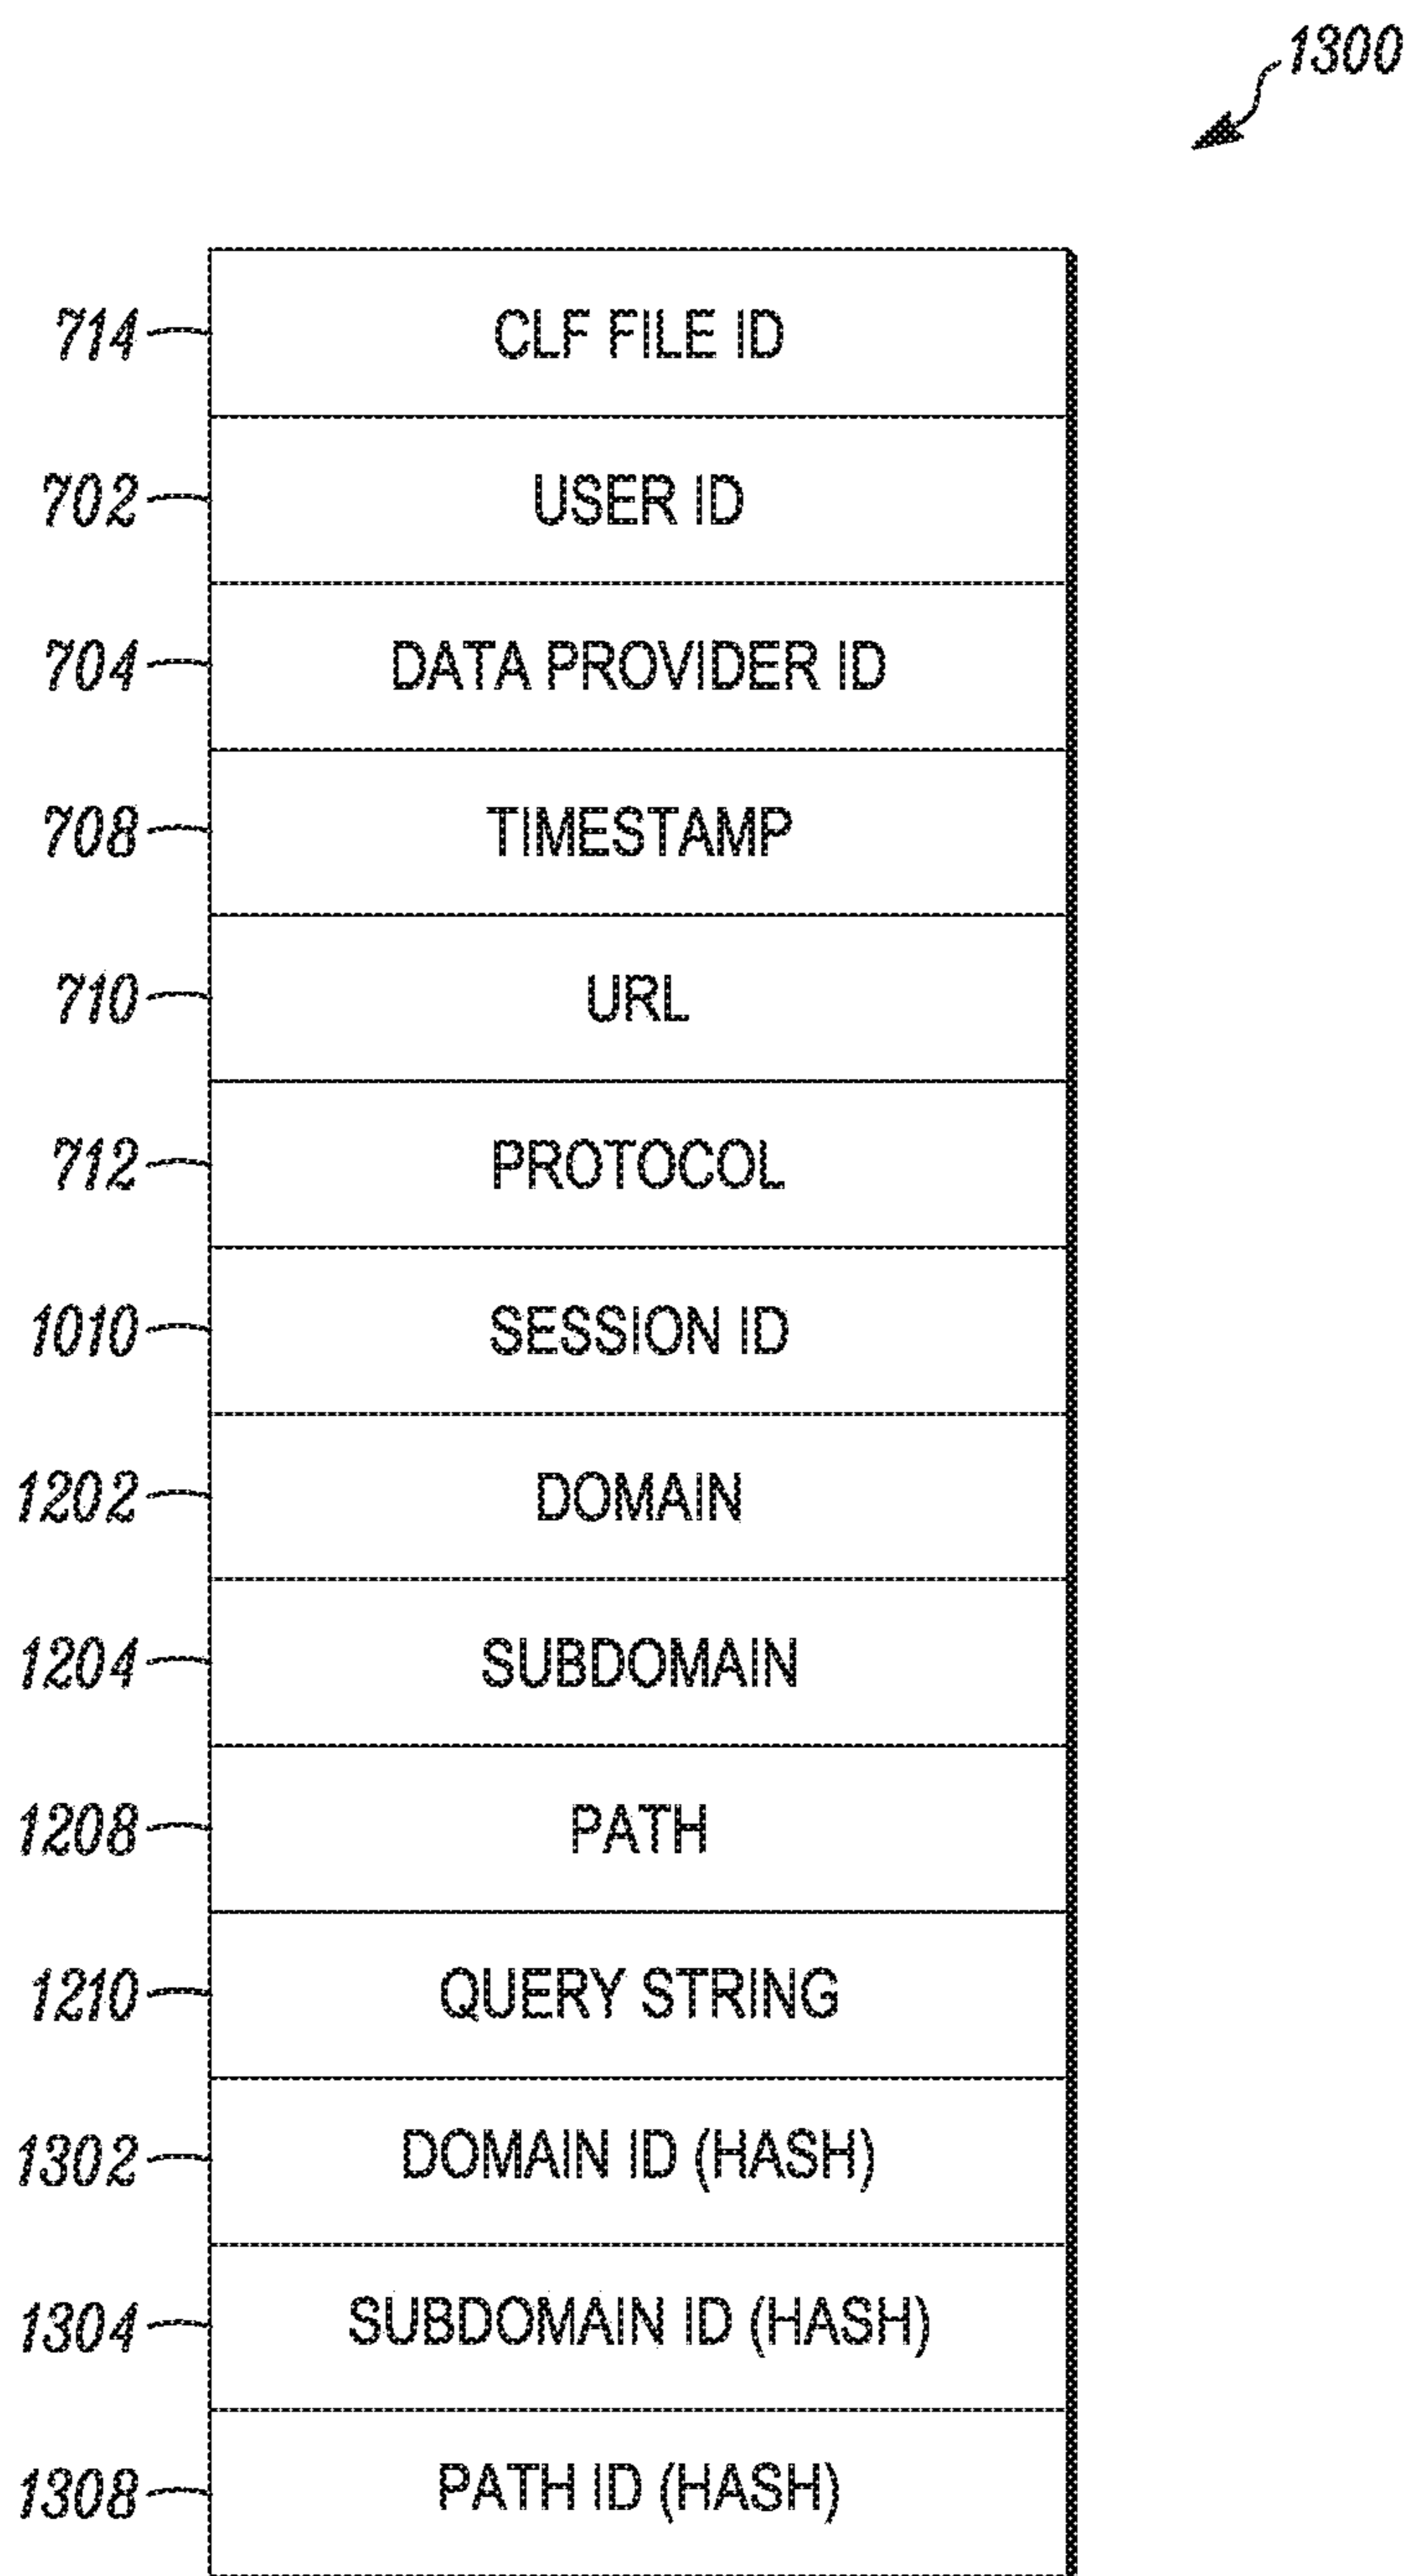 1300
714 CLF FILE ID
702 USER ID
704 DATA PROVIDER ID
708 TIMESTAMP
710 URL
712 PROTOCOL
1010 SESSION ID
1202 DOMAIN
1204 SUBDOMAIN
1208 PATH
1210 QUERY STRING
1302 DOMAIN ID (HASH)
1304 SUBDOMAIN ID (HASH)
1308 PATH ID (HASH)